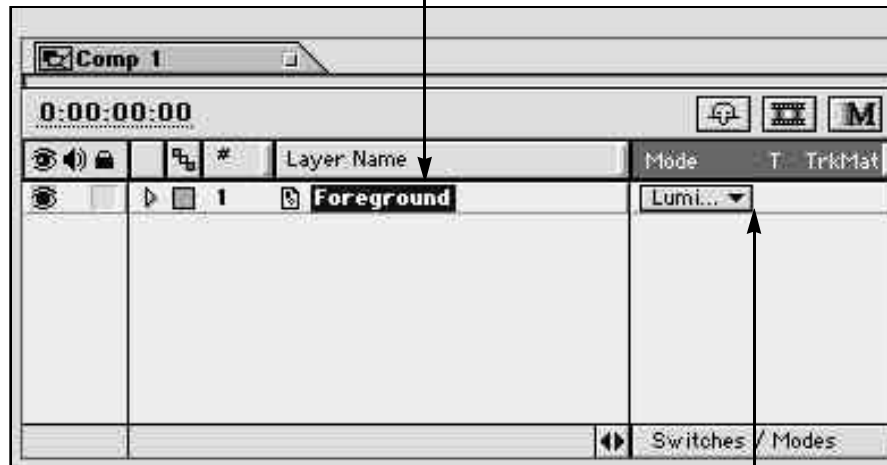 Comp 1
0:00:00:00
M
# Layer Name Mode T TrkMat
1 Foreground Lumi...
Switches / Modes